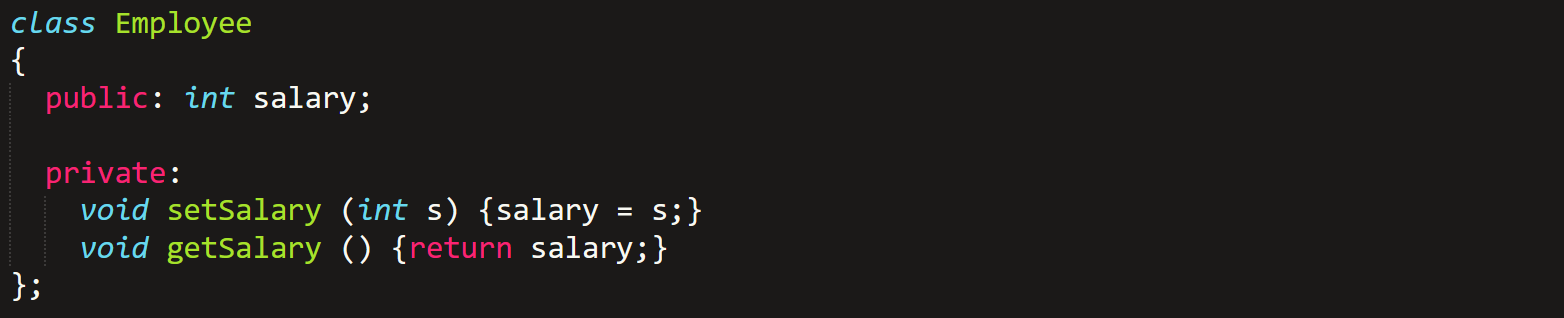 class Employee
{
  public: int salary;

  private:
    void setSalary (int s) {salary = s;}
    void getSalary () {return salary;}
};